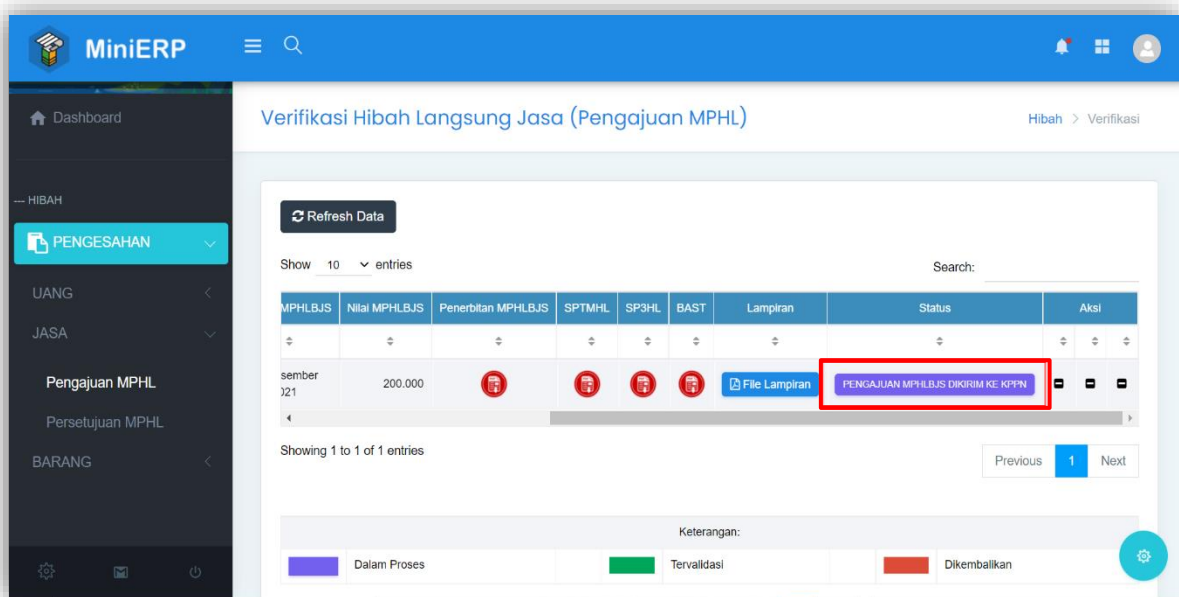 MiniERP
Dashboard
Verifikasi Hibah Langsung Jasa (Pengajuan MPHL)
Hibah > Verifikasi
--- HIBAH
PENGESAHAN
UANG
JASA
Pengajuan MPHL
Persetujuan MPHL
BARANG
Refresh Data
Show 10 entries
Search:
MPHLBJS Nilai MPHLBJS Penerbitan MPHLBJS SPTMHL SP3HL BAST Lampiran Status Aksi
sember 200.000 File Lampiran PENGAJUAN MPHLBJS DIKIRIM KE KPPN
021
Showing 1 to 1 of 1 entries
Previous 1 Next
Keterangan:
Dalam Proses Tervalidasi Dikembalikan